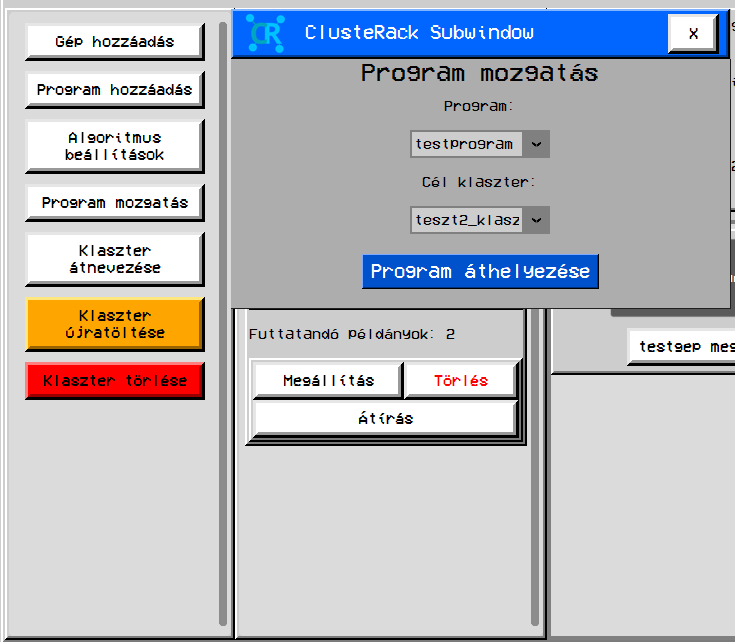 Gép hozzáadás
Program hozzáadás
Algoritmus
beállítások
Program mozgatás
Klaszter
átnevezése
Klaszter
újratöltése
Klaszter törlése
CR
ClusteRack Subwindow
x
Program mozgatás
Program:
testprogram
Cél klaszter:
teszt2_klasz
Program áthelyezése
Futtatandó példányok: 2
Megállítás
Törlés
Átírás
testgep meg